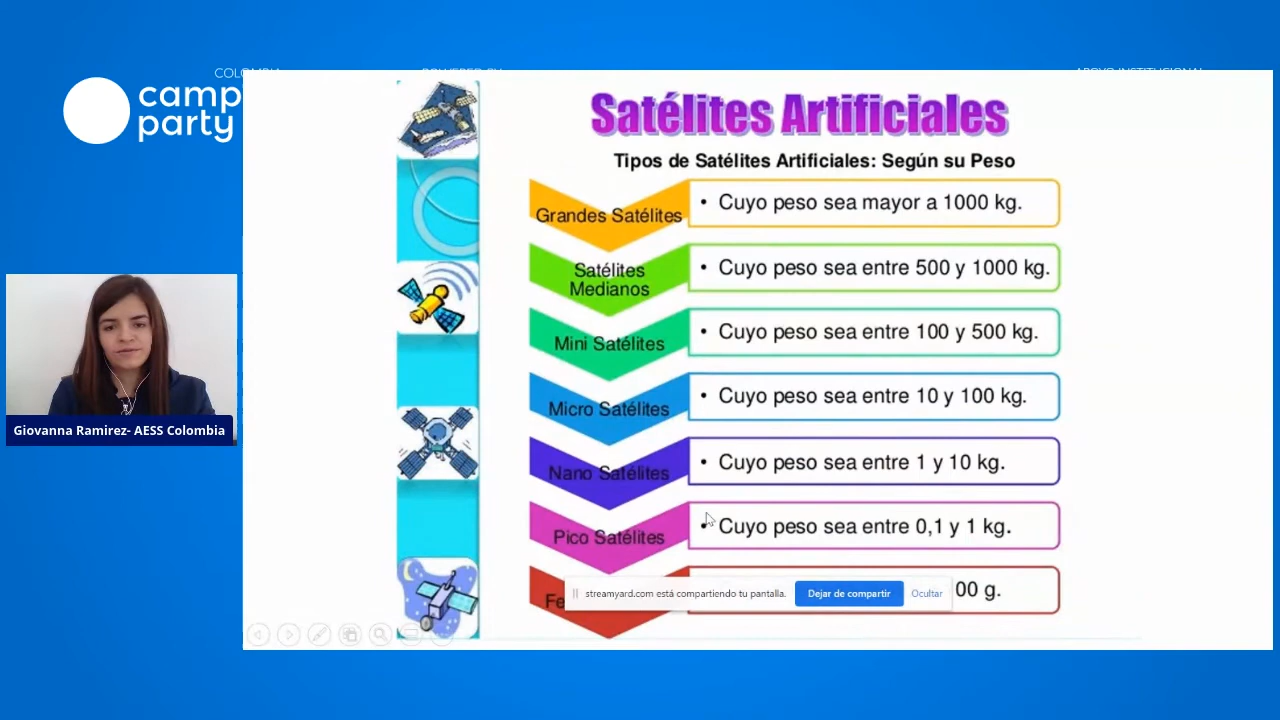 camp
party
Satélites Artificiales
Tipos de Satélites Artificiales: Según su Peso
Grandes Satélites
• Cuyo peso sea mayor a 1000 kg.
Satélites
Medianos
• Cuyo peso sea entre 500 y 1000 kg.
Mini Satélites
• Cuyo peso sea entre 100 y 500 kg.
Micro Satélites
• Cuyo peso sea entre 10 y 100 kg.
Nano Satélites
• Cuyo peso sea entre 1 y 10 kg.
Pico Satélites
• Cuyo peso sea entre 0,1 y 1 kg.
00 g.
streamyard.com está compartiendo tu pantalla.
Dejar de compartir
Ocultar
Giovanna Ramirez- AESS Colombia